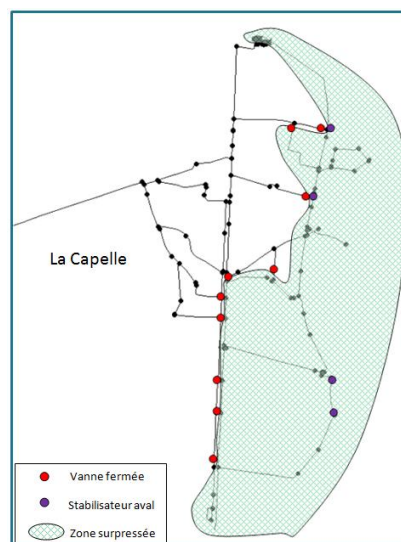 La Capelle
Vanne fermée
Stabilisateur aval
Zone surpressée